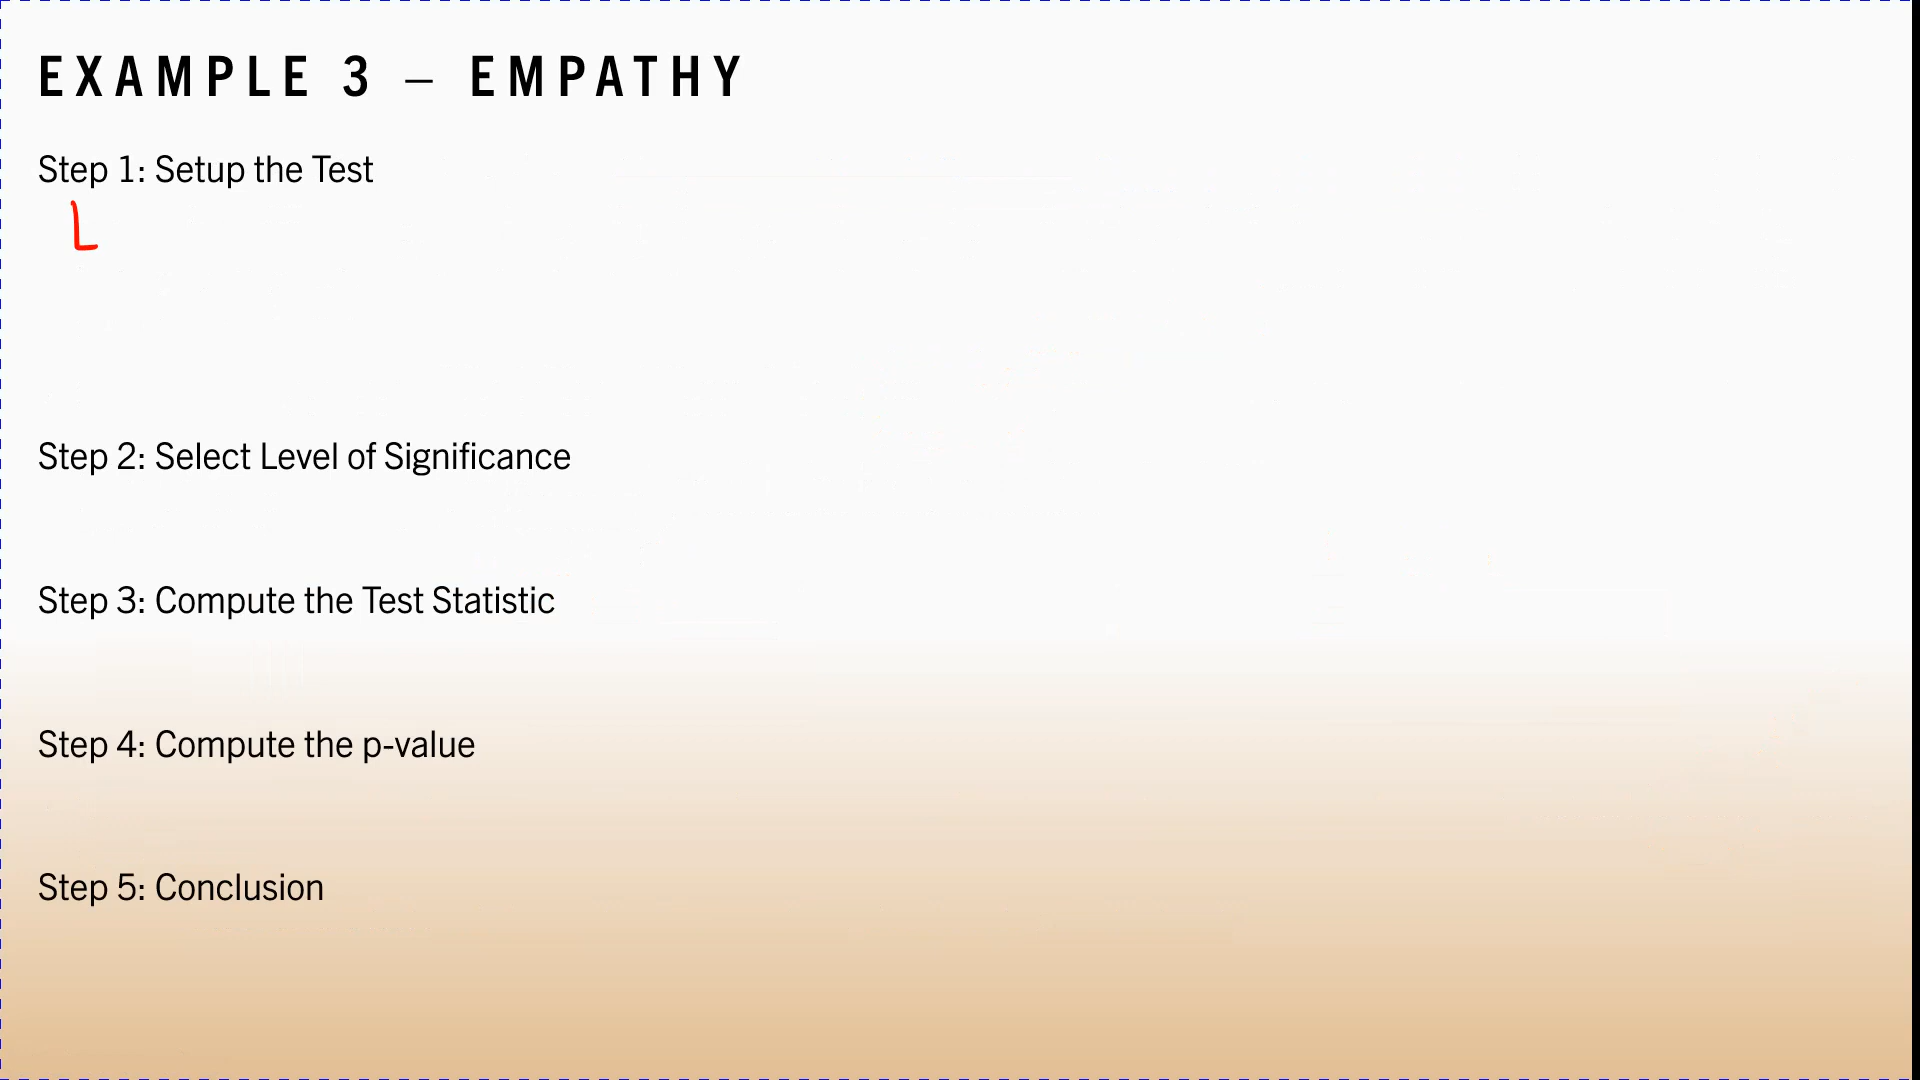 EXAMPLE 3 – EMPATHY
Step 1: Setup the Test
L
Step 2: Select Level of Significance
Step 3: Compute the Test Statistic
Step 4: Compute the p-value
Step 5: Conclusion